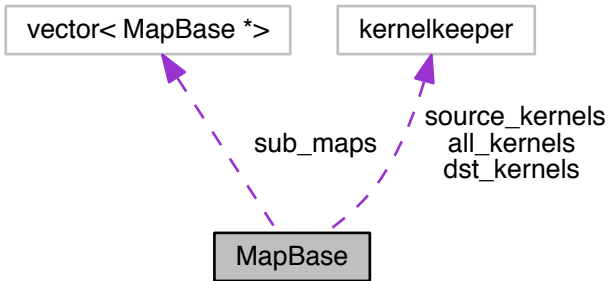 vector< MapBase *>
kernelkeeper
sub_maps
source_kernels
all_kernels
dst_kernels
MapBase